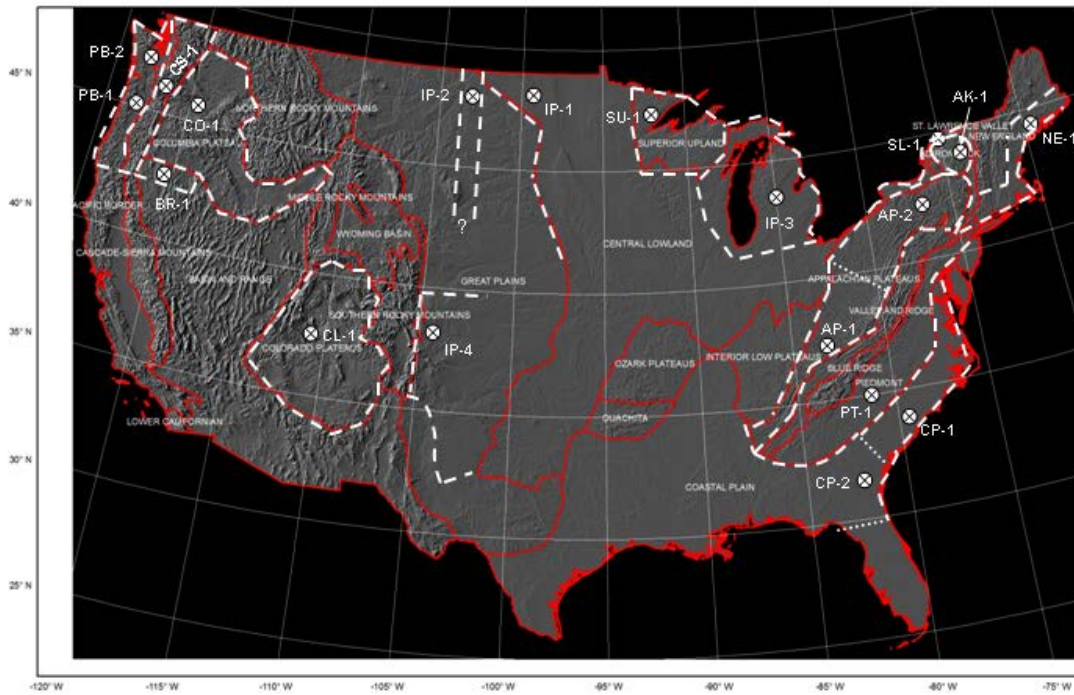 45° N
40° N
35° N
30° N
25° N
PB-2
CS-1
PB-1
CO-1
NORTHERN ROCKY MOUNTAINS
BR-1
MIDDLE ROCKY MOUNTAINS
WYOMING BASIN
CASCADE-SIERRA MOUNTAINS
BASIN AND RANGE
IP-2
IP-1
?
GREAT PLAINS
SOUTHERN ROCKY MOUNTAINS
CL-1
COLORADO PLATEAUS
IP-4
LOWER CALIFORNIAN
SU-1
SUPERIOR UPLAND
IP-3
CENTRAL LOWLAND
AK-1
ST. LAWRENCE VALLEY
NEW ENGLAND
SL-1
NE-1
AP-2
APPALACHIAN PLATEAUS
VALLEY AND RIDGE
AP-1
OZARK PLATEAUS
INTERIOR LOW PLATEAUS
BLUE RIDGE
PIEDMONT
OUACHITA
PT-1
CP-1
CP-2
COASTAL PLAIN
-120° W
-115° W
-110° W
-105° W
-100° W
-95° W
-90° W
-85° W
-80° W
-75° W